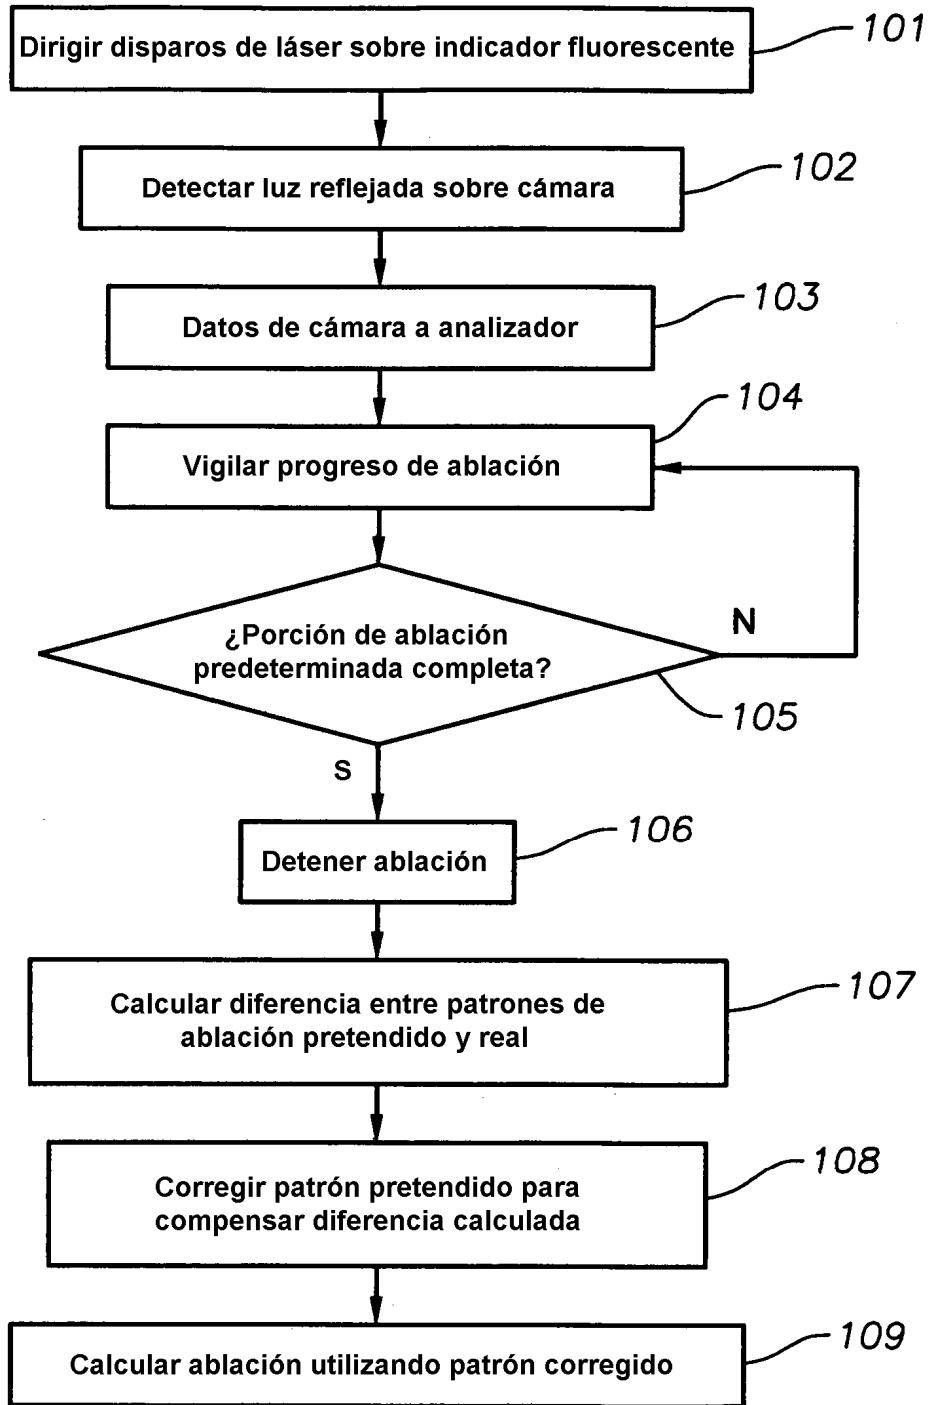 Dirigir disparos de láser sobre indicador fluorescente
101
Detectar luz reflejada sobre cámara
102
Datos de cámara a analizador
103
Vigilar progreso de ablación
104
¿Porción de ablación
predeterminada completa?
N
105
S
Detener ablación
106
Calcular diferencia entre patrones de
ablación pretendido y real
107
Corregir patrón pretendido para
compensar diferencia calculada
108
Calcular ablación utilizando patrón corregido
109